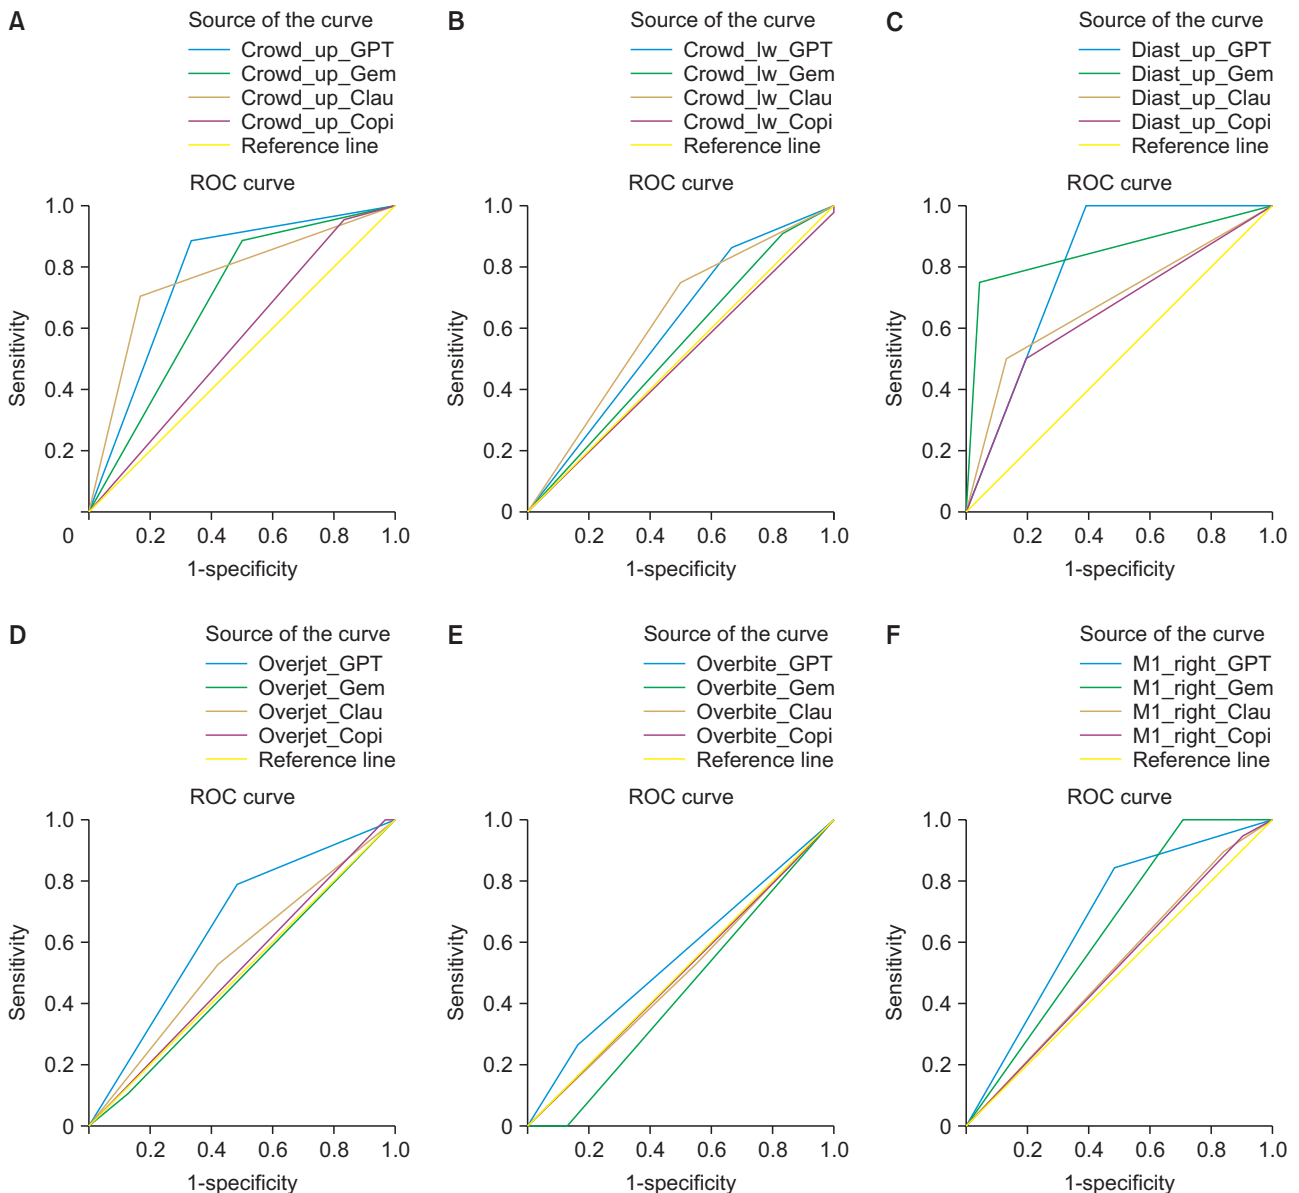 A
Source of the curve
Crowd_up_GPT
Crowd_up_Gem
Crowd_up_Clau
Crowd_up_Copi
Reference line
ROC curve
1.0
0.8
0.6
0.4
0.2
0
0.2 0.4 0.6 0.8 1.0
Sensitivity
1-specificity
B
Source of the curve
Crowd_lw_GPT
Crowd_lw_Gem
Crowd_lw_Clau
Crowd_lw_Copi
Reference line
ROC curve
1.0
0.8
0.6
0.4
0.2
0
0.2 0.4 0.6 0.8 1.0
Sensitivity
1-specificity
C
Source of the curve
Diast_up_GPT
Diast_up_Gem
Diast_up_Clau
Diast_up_Copi
Reference line
ROC curve
1.0
0.8
0.6
0.4
0.2
0
0.2 0.4 0.6 0.8 1.0
Sensitivity
1-specificity
D
Source of the curve
Overjet_GPT
Overjet_Gem
Overjet_Clau
Overjet_Copi
Reference line
ROC curve
1.0
0.8
0.6
0.4
0.2
0
0.2 0.4 0.6 0.8 1.0
Sensitivity
1-specificity
E
Source of the curve
Overbite_GPT
Overbite_Gem
Overbite_Clau
Overbite_Copi
Reference line
ROC curve
1.0
0.8
0.6
0.4
0.2
0
0.2 0.4 0.6 0.8 1.0
Sensitivity
1-specificity
F
Source of the curve
M1_right_GPT
M1_right_Gem
M1_right_Clau
M1_right_Copi
Reference line
ROC curve
1.0
0.8
0.6
0.4
0.2
0
0.2 0.4 0.6 0.8 1.0
Sensitivity
1-specificity